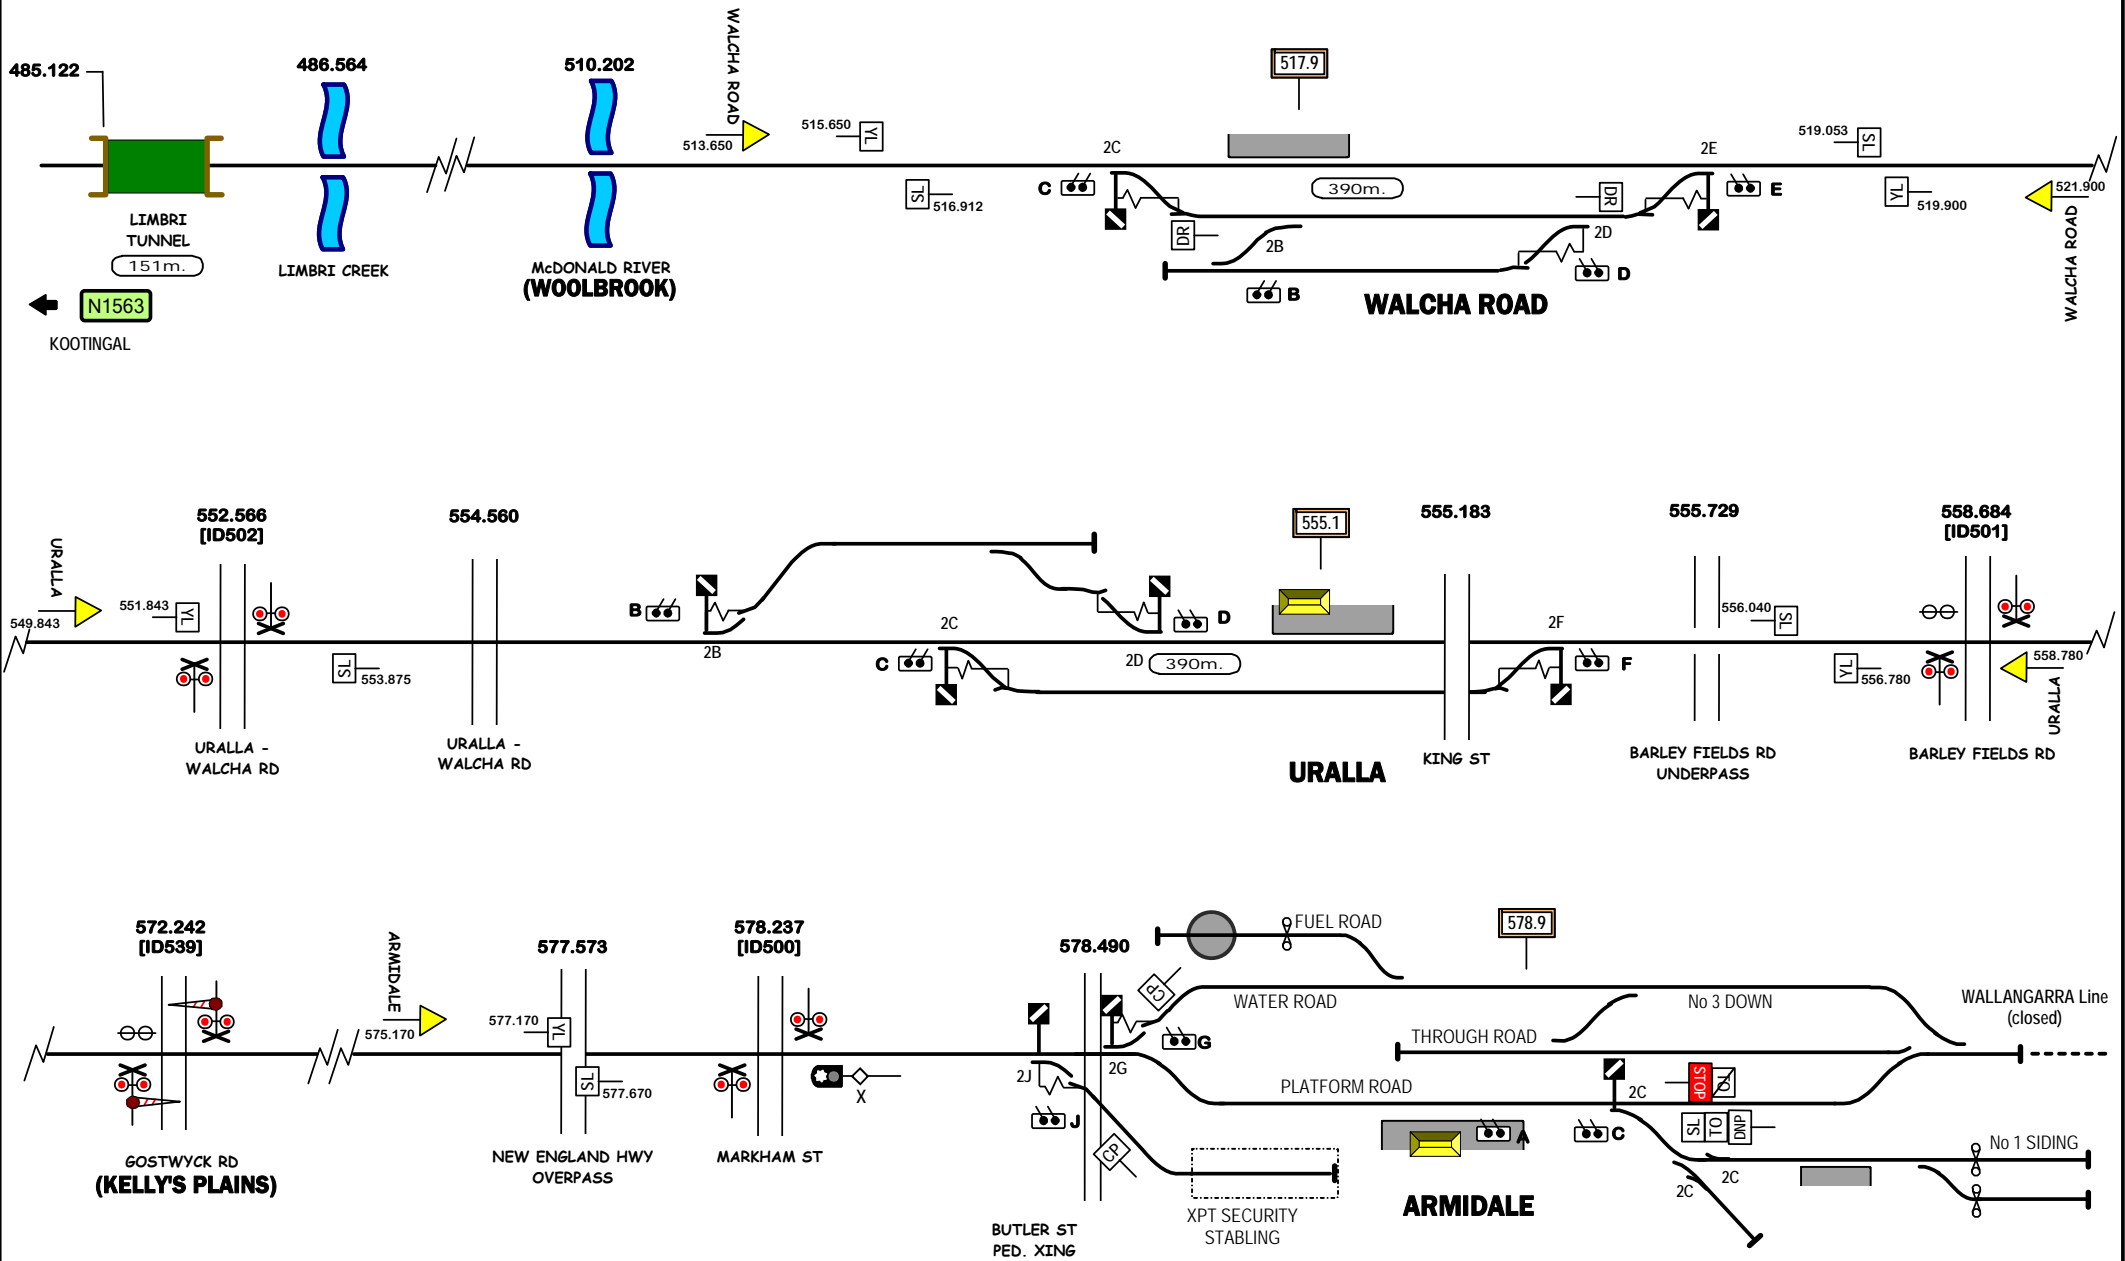 485.122
486.564
510.202
WALCHA ROAD
513.650
515.650
YL
SL
516.912
517.9
2C
C
390m.
DR
DR
2E
E
519.053
SL
YL
519.900
521.900
WALCHA ROAD
2B
2D
B
D
WALCHA ROAD
LIMBRI
TUNNEL
151m.
LIMBRI CREEK
McDONALD RIVER
(WOOLBROOK)
N1563
KOOTINGAL
552.566
[ID502]
554.560
555.1
555.183
555.729
558.684
[ID501]
URALLA
549.843
551.843
YL
SL
553.875
B
2B
2C
C
D
2D
390m.
2F
F
556.040
SL
YL
556.780
558.780
URALLA
URALLA -
WALCHA RD
URALLA -
WALCHA RD
URALLA
KING ST
BARLEY FIELDS RD
UNDERPASS
BARLEY FIELDS RD
572.242
[ID539]
ARMIDALE
575.170
577.573
577.170
YL
SL
577.670
578.237
[ID500]
X
578.490
FUEL ROAD
578.9
CP
WATER ROAD
No 3 DOWN
WALLANGARRA Line
(closed)
G
2G
THROUGH ROAD
2J
J
PLATFORM ROAD
2C
STOP
TO
CP
A
C
SL
TO
DNP
No 1 SIDING
2C
2C
GOSTWYCK RD
(KELLY'S PLAINS)
NEW ENGLAND HWY
OVERPASS
MARKHAM ST
BUTLER ST
PED. XING
XPT SECURITY
STABLING
ARMIDALE